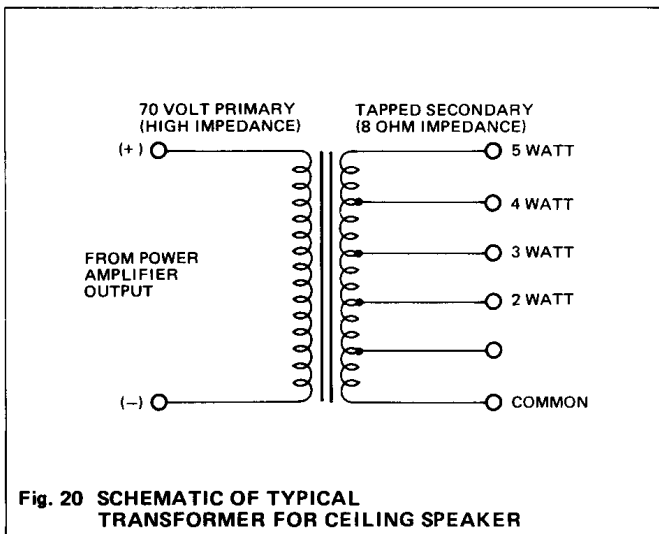 70 VOLT PRIMARY
(HIGH IMPEDANCE)
TAPPED SECONDARY
(8 OHM IMPEDANCE)
(+)
5 WATT
4 WATT
FROM POWER
AMPLIFIER
OUTPUT
3 WATT
2 WATT
(−)
COMMON
Fig. 20 SCHEMATIC OF TYPICAL
TRANSFORMER FOR CEILING SPEAKER